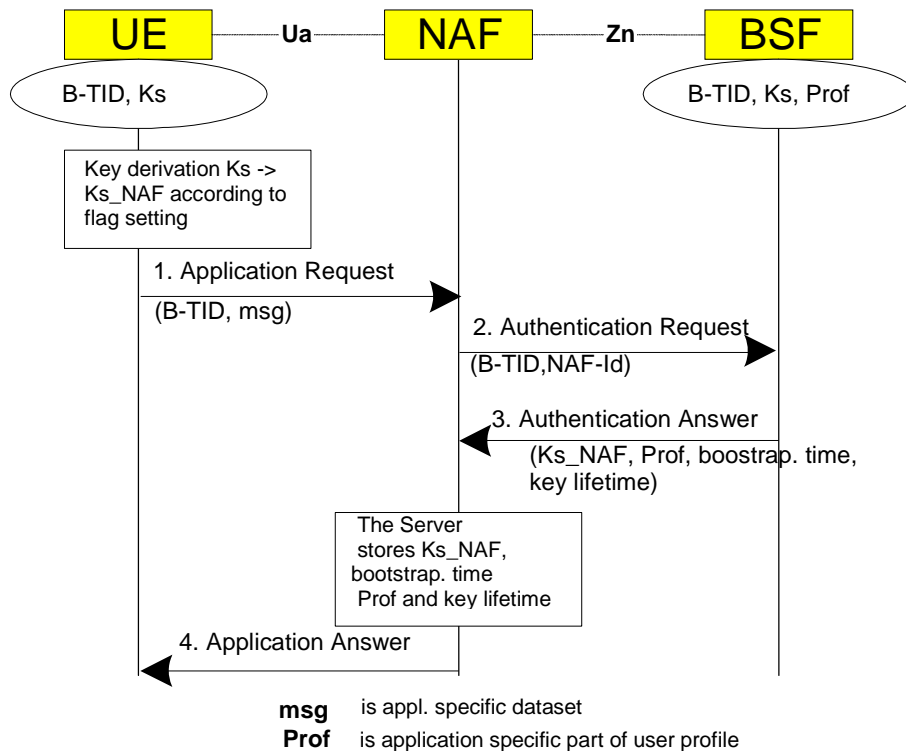 UE Ua NAF Zn BSF
B-TID, Ks
B-TID, Ks, Prof
Key derivation Ks ->
Ks_NAF according to
flag setting
1. Application Request
(B-TID, msg)
2. Authentication Request
(B-TID,NAF-Id)
3. Authentication Answer
(Ks_NAF, Prof, boostrap. time,
key lifetime)
The Server
stores Ks_NAF,
bootstrap. time
Prof and key lifetime
4. Application Answer
msg is appl. specific dataset
Prof is application specific part of user profile